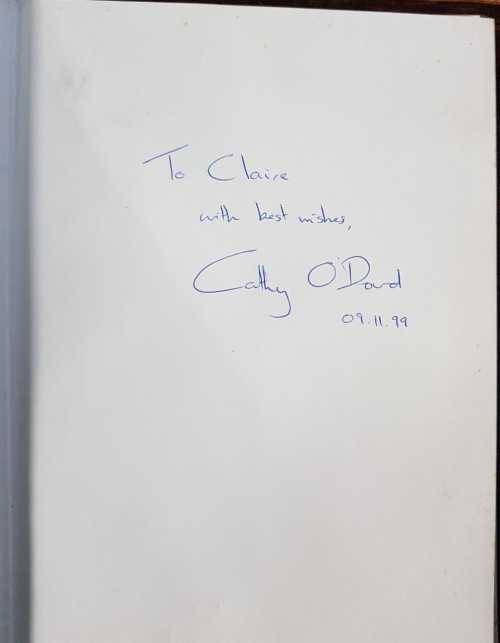 To Claire
with best wishes,
Cathy O'Dowd
09.11.99